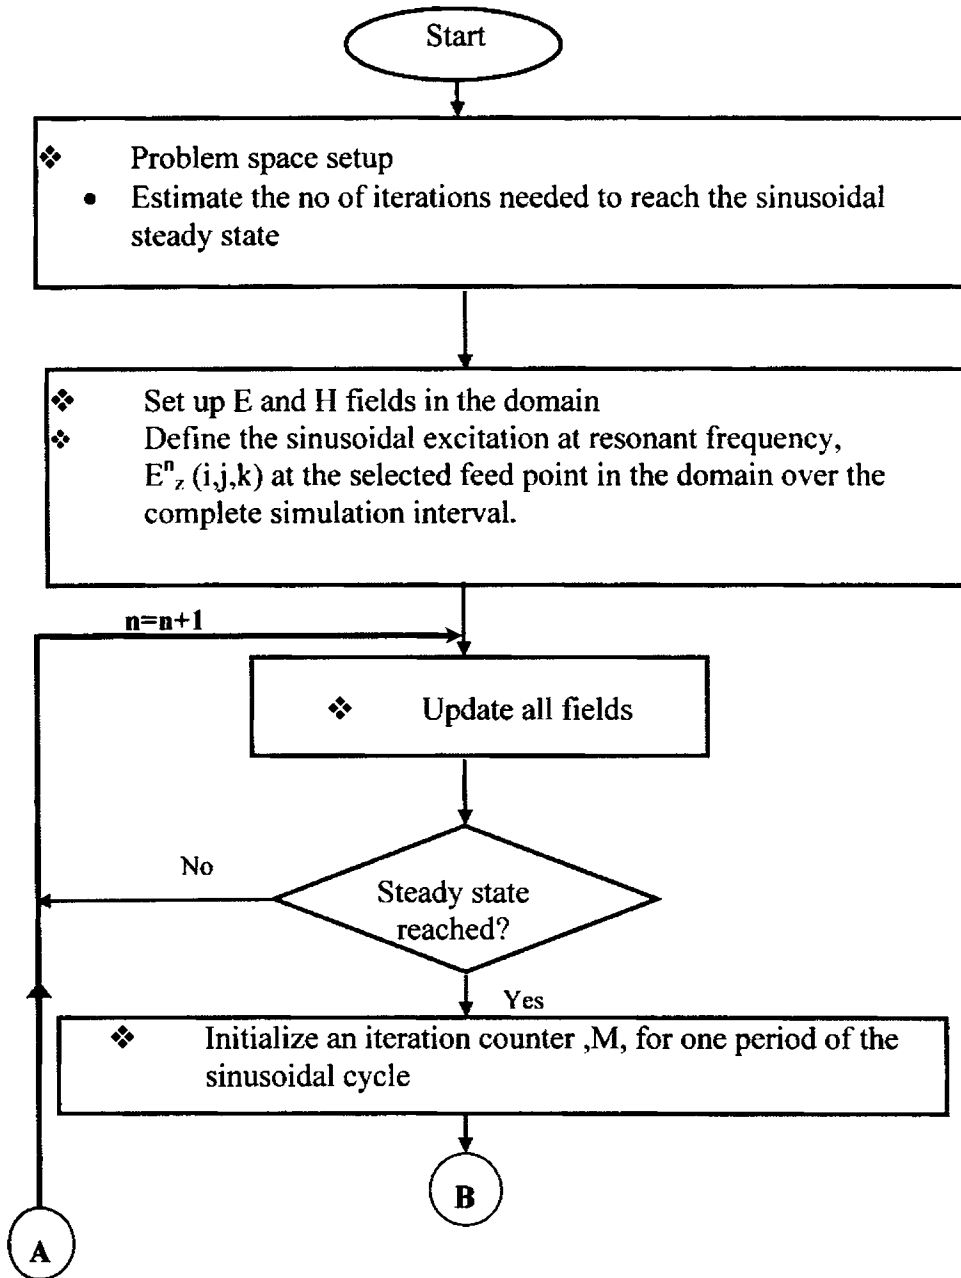 Start
❖ Problem space setup
• Estimate the no of iterations needed to reach the sinusoidal
steady state
❖ Set up E and H fields in the domain
❖ Define the sinusoidal excitation at resonant frequency,
Eⁿ_z (i,j,k) at the selected feed point in the domain over the
complete simulation interval.
n=n+1
❖ Update all fields
No
Steady state
reached?
Yes
❖ Initialize an iteration counter ,M, for one period of the
sinusoidal cycle
B
A